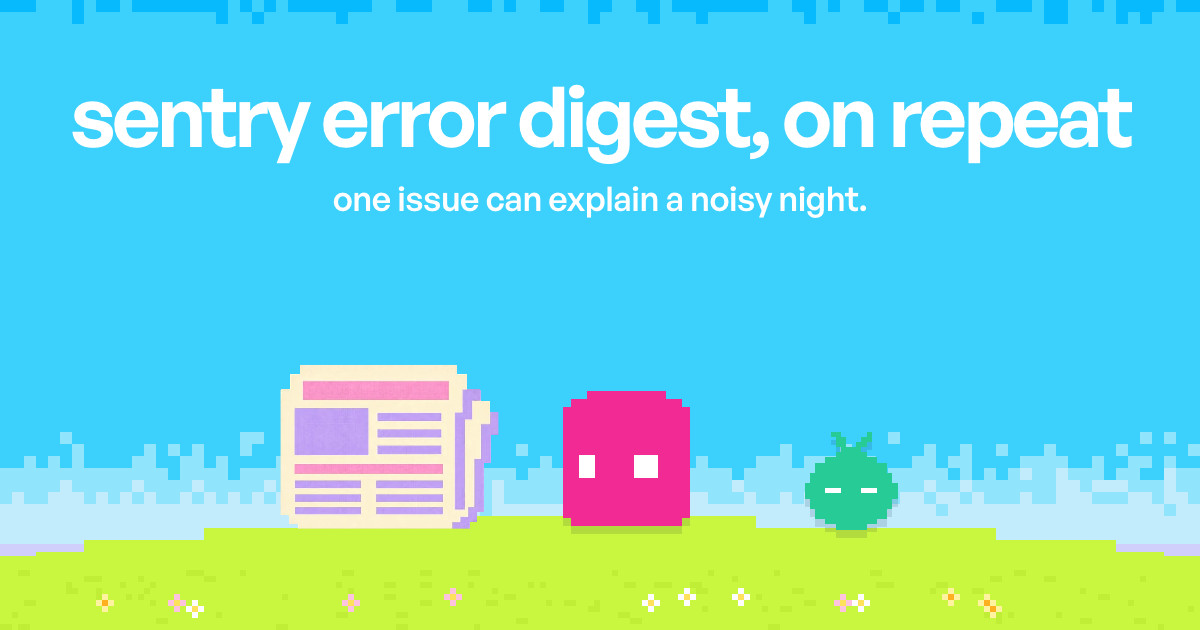 sentry error digest, on repeat
one issue can explain a noisy night.